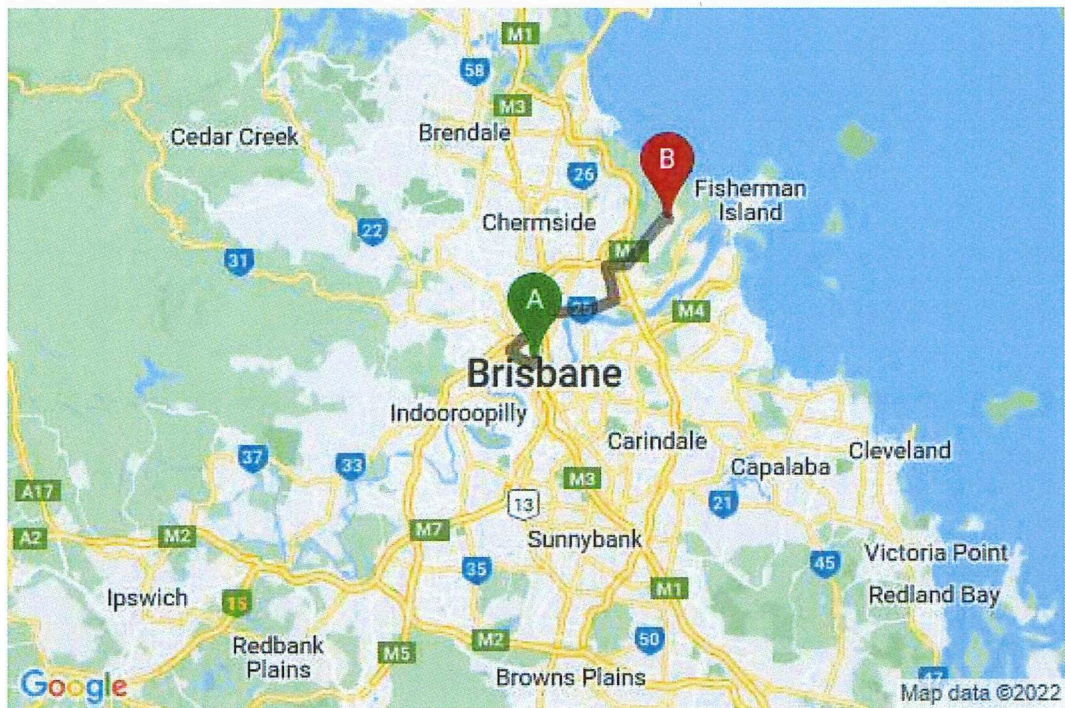 M1
58
M3
Cedar Creek
Brendale
B
26
Fisherman
Island
Chermside
22
31
A
M4
Brisbane
Indooroopilly
Carindale
Cleveland
37
33
Capalaba
M3
A17
13
21
A2
M2
M7
Sunnybank
35
45
Victoria Point
Ipswich
15
M1
Redland Bay
Redbank
Plains
M5
M2
50
Browns Plains
Google
47
Map data ©2022